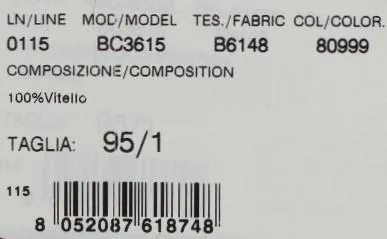 LN/LINE MOD/MODEL TES./FABRIC COL/COLOR.
0115 BC3615 B6148 80999
COMPOSIZIONE/COMPOSITION
100%Vitello
TAGLIA: 95/1
115
8 052087 618748